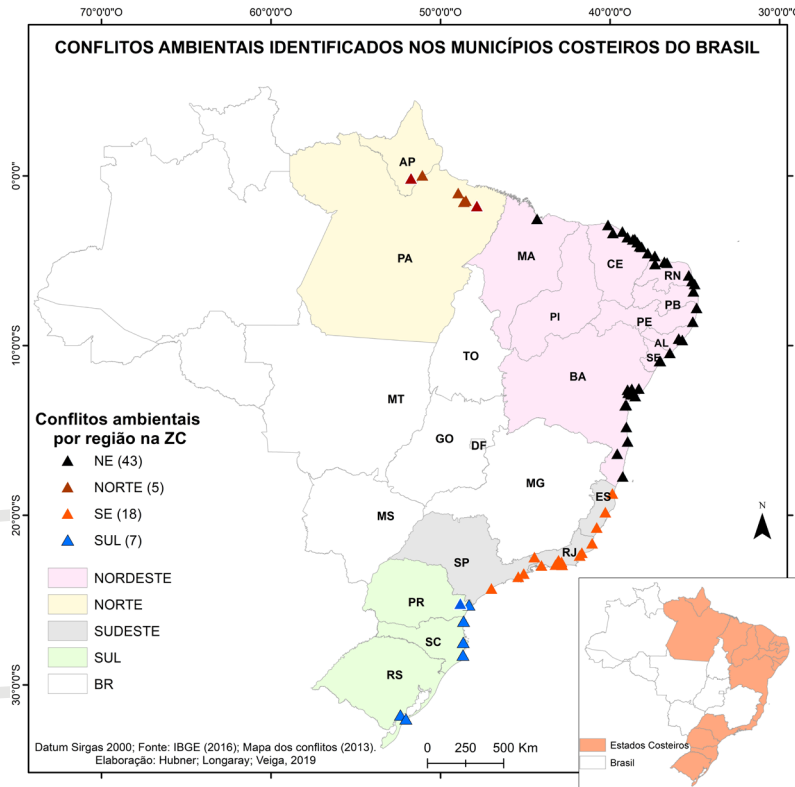 70°0'0"O
60°0'0"O
50°0'0"O
40°0'0"O
30°0'0"O
CONFLITOS AMBIENTAIS IDENTIFICADOS NOS MUNICÍPIOS COSTEIROS DO BRASIL
0°0'0"
10°0'0"S
20°0'0"S
30°0'0"S
AP
PA
MA
CE
RN
PB
PE
PI
AL
SE
BA
TO
MT
GO
DF
MG
ES
MS
SP
RJ
PR
SC
RS
N
Conflitos ambientais
por região na ZC
NE (43)
NORTE (5)
SE (18)
SUL (7)
NORDESTE
NORTE
SUDESTE
SUL
BR
Datum Sirgas 2000; Fonte: IBGE (2016); Mapa dos conflitos (2013).
Elaboração: Hubner; Longaray; Veiga, 2019
0 250 500 Km
Estados Costeiros
Brasil